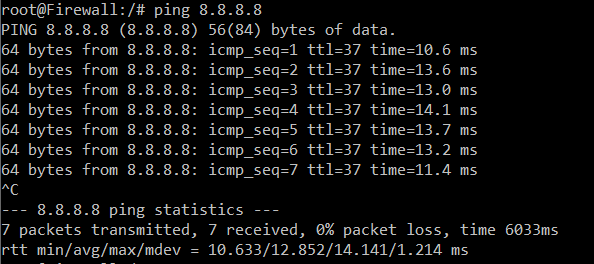 root@Firewall:/# ping 8.8.8.8
PING 8.8.8.8 (8.8.8.8) 56(84) bytes of data.
64 bytes from 8.8.8.8: icmp_seq=1 ttl=37 time=10.6 ms
64 bytes from 8.8.8.8: icmp_seq=2 ttl=37 time=13.6 ms
64 bytes from 8.8.8.8: icmp_seq=3 ttl=37 time=13.0 ms
64 bytes from 8.8.8.8: icmp_seq=4 ttl=37 time=14.1 ms
64 bytes from 8.8.8.8: icmp_seq=5 ttl=37 time=13.7 ms
64 bytes from 8.8.8.8: icmp_seq=6 ttl=37 time=13.2 ms
64 bytes from 8.8.8.8: icmp_seq=7 ttl=37 time=11.4 ms
^C
--- 8.8.8.8 ping statistics ---
7 packets transmitted, 7 received, 0% packet loss, time 6033ms
rtt min/avg/max/mdev = 10.633/12.852/14.141/1.214 ms